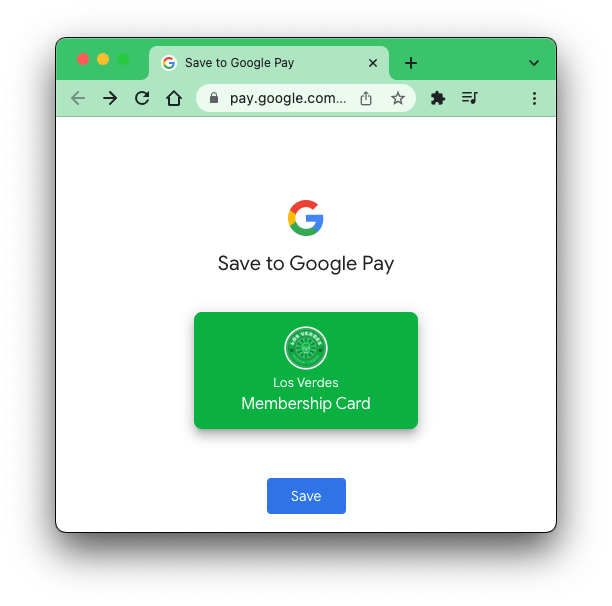 Save to Google Pay
pay.google.com...
Save to Google Pay
LOS VERDES
Los Verdes
Membership Card
Save